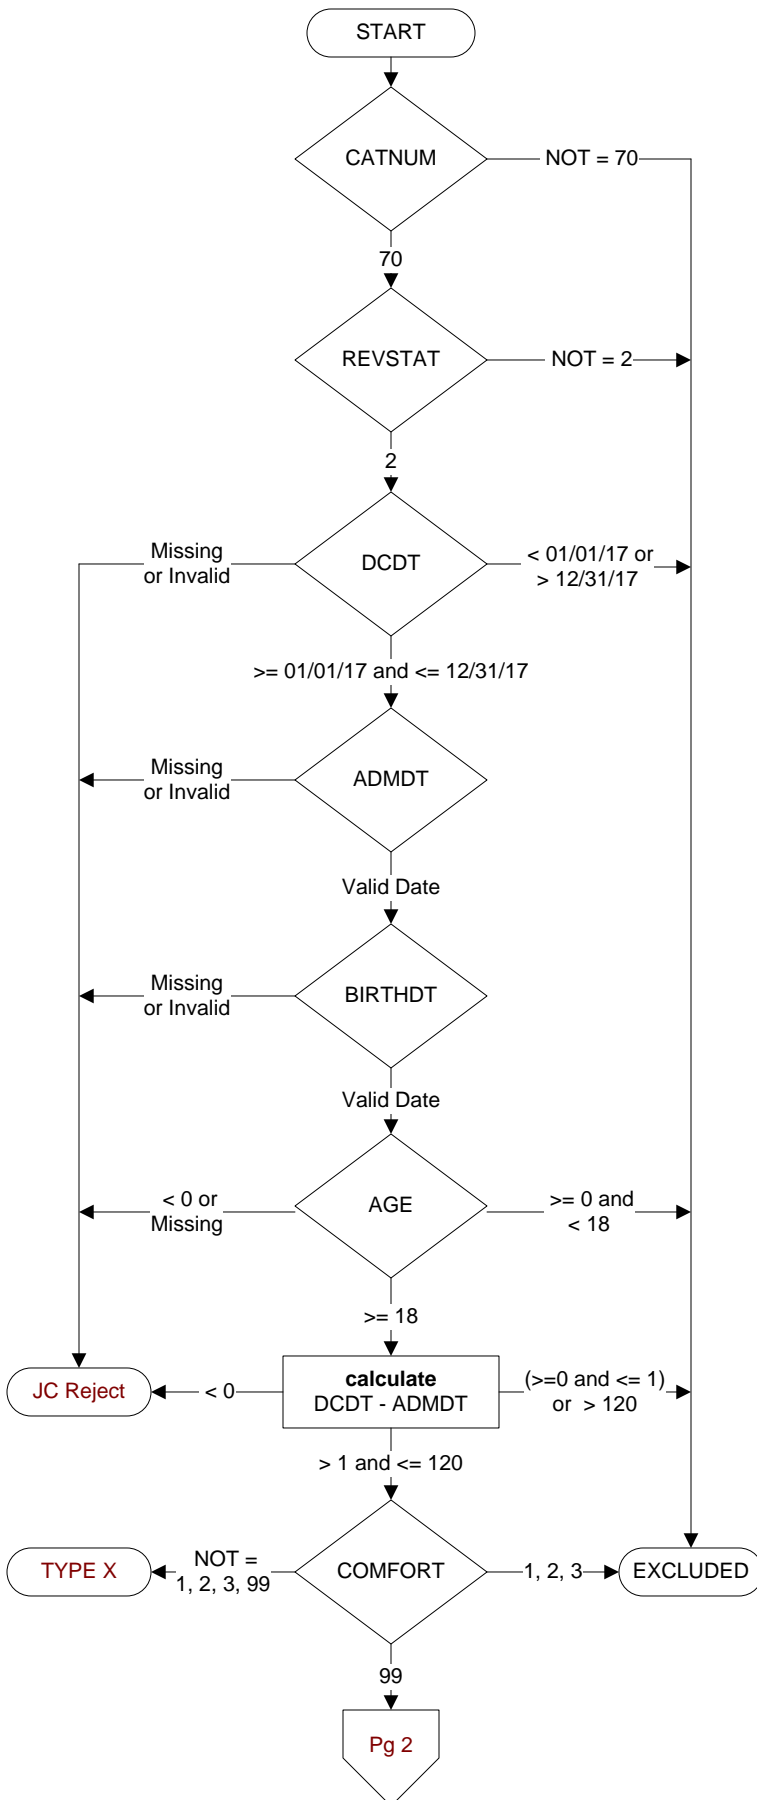 START
CATNUM
NOT = 70
70
REVSTAT
NOT = 2
2
Missing
or Invalid
DCDT
< 01/01/17 or
> 12/31/17
>= 01/01/17 and <= 12/31/17
Missing
or Invalid
ADMDT
Valid Date
Missing
or Invalid
BIRTHDT
Valid Date
< 0 or
Missing
AGE
>= 0 and
< 18
>= 18
JC Reject
< 0
calculate
DCDT - ADMDT
(>=0 and <= 1)
or > 120
> 1 and <= 120
TYPE X
NOT =
1, 2, 3, 99
COMFORT
1, 2, 3
EXCLUDED
99
Pg 2